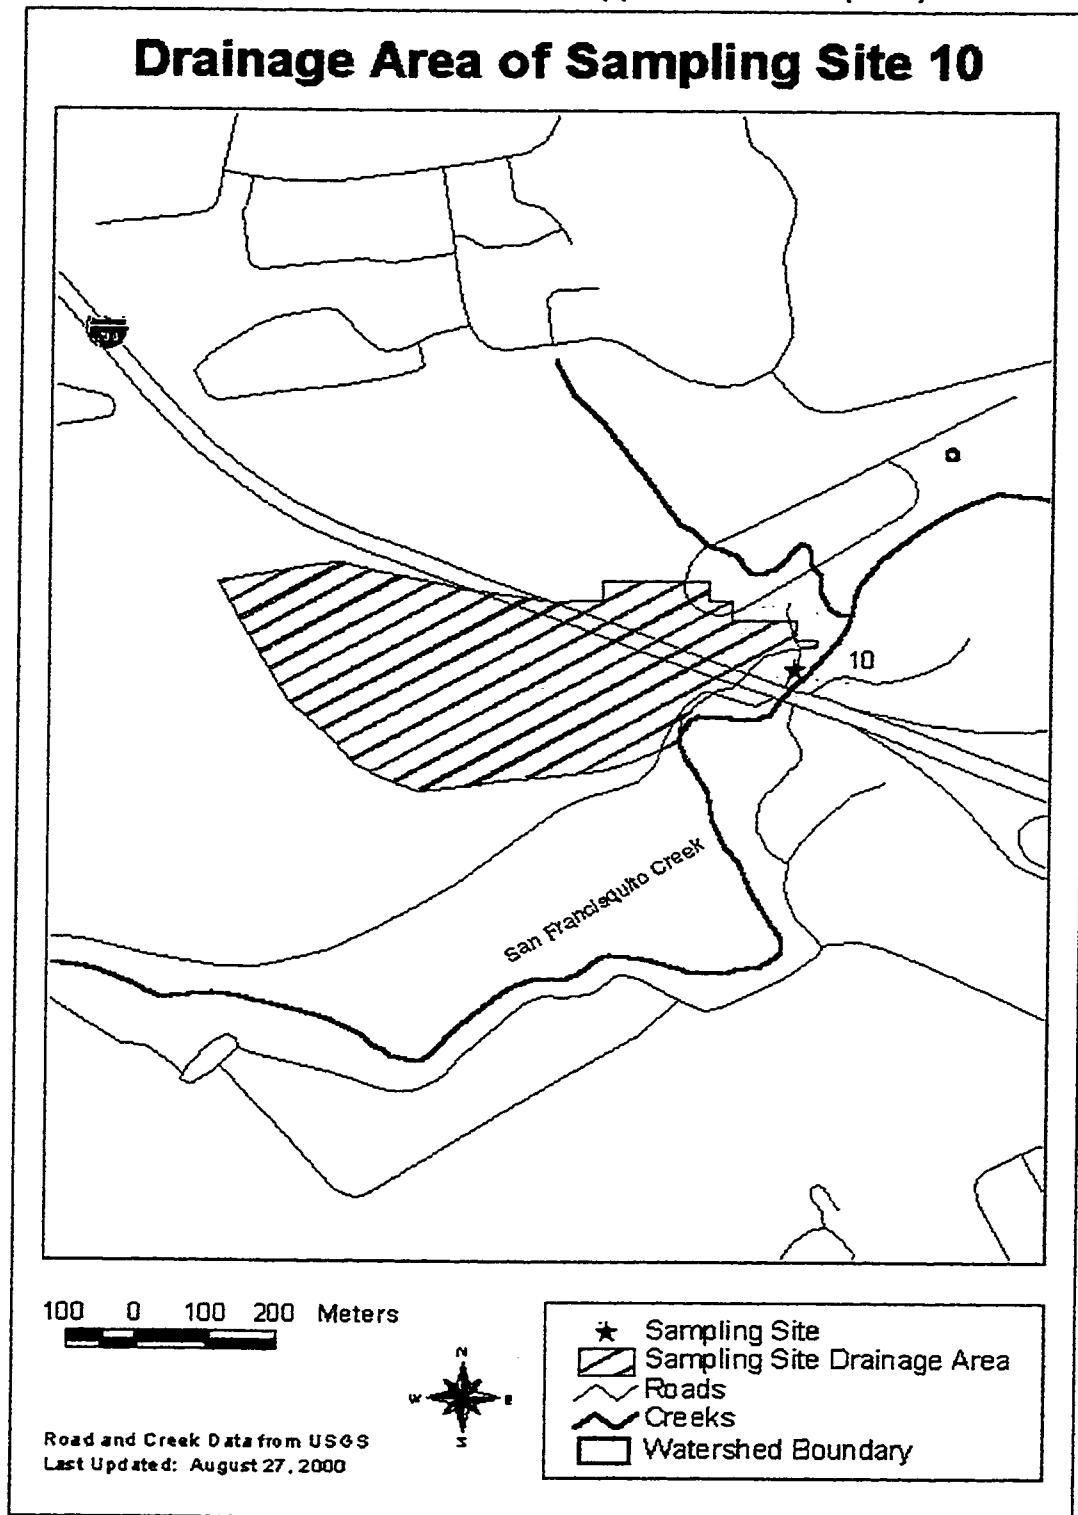 Drainage Area of Sampling Site 10
10
San Francisquito Creek
100 0 100 200 Meters
N
W E
S
Road and Creek Data from USGS
Last Updated: August 27, 2000
Sampling Site
Sampling Site Drainage Area
Roads
Creeks
Watershed Boundary